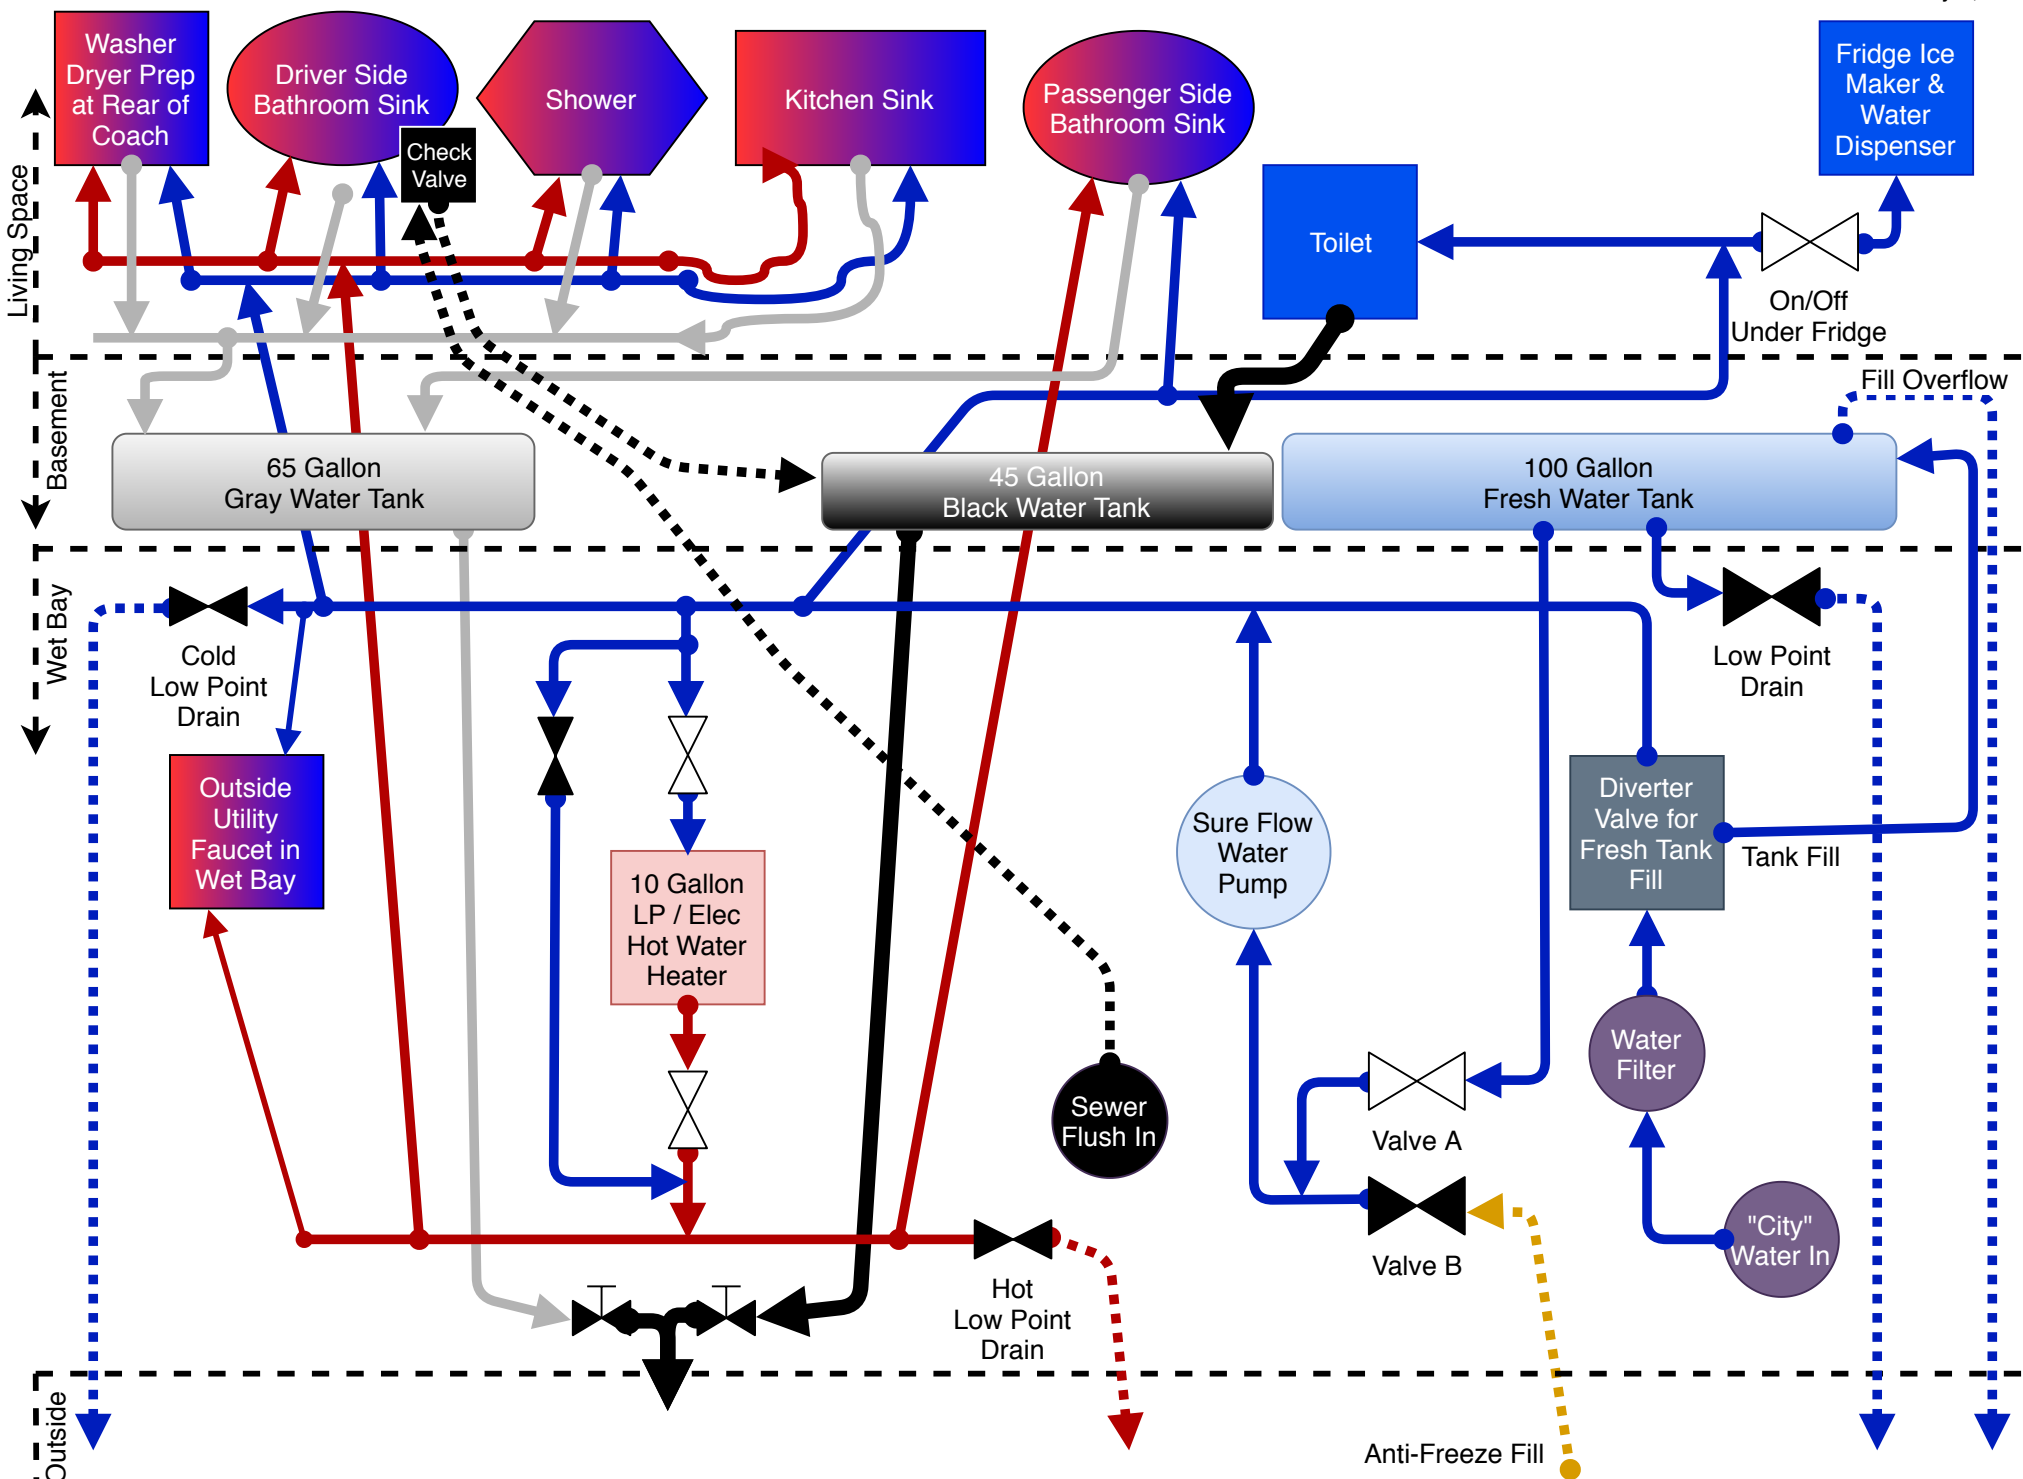 Washer
Dryer Prep
at Rear of
Coach
Driver Side
Bathroom Sink
Check
Valve
Shower
Kitchen Sink
Passenger Side
Bathroom Sink
Toilet
Fridge Ice
Maker &
Water
Dispenser
On/Off
Under Fridge
Living Space
Basement
Fill Overflow
65 Gallon
Gray Water Tank
45 Gallon
Black Water Tank
100 Gallon
Fresh Water Tank
Wet Bay
Cold
Low Point
Drain
Low Point
Drain
Outside
Utility
Faucet in
Wet Bay
10 Gallon
LP / Elec
Hot Water
Heater
Sure Flow
Water
Pump
Diverter
Valve for
Fresh Tank
Fill
Tank Fill
Water
Filter
Sewer
Flush In
Valve A
Valve B
"City"
Water In
Hot
Low Point
Drain
Outside
Anti-Freeze Fill